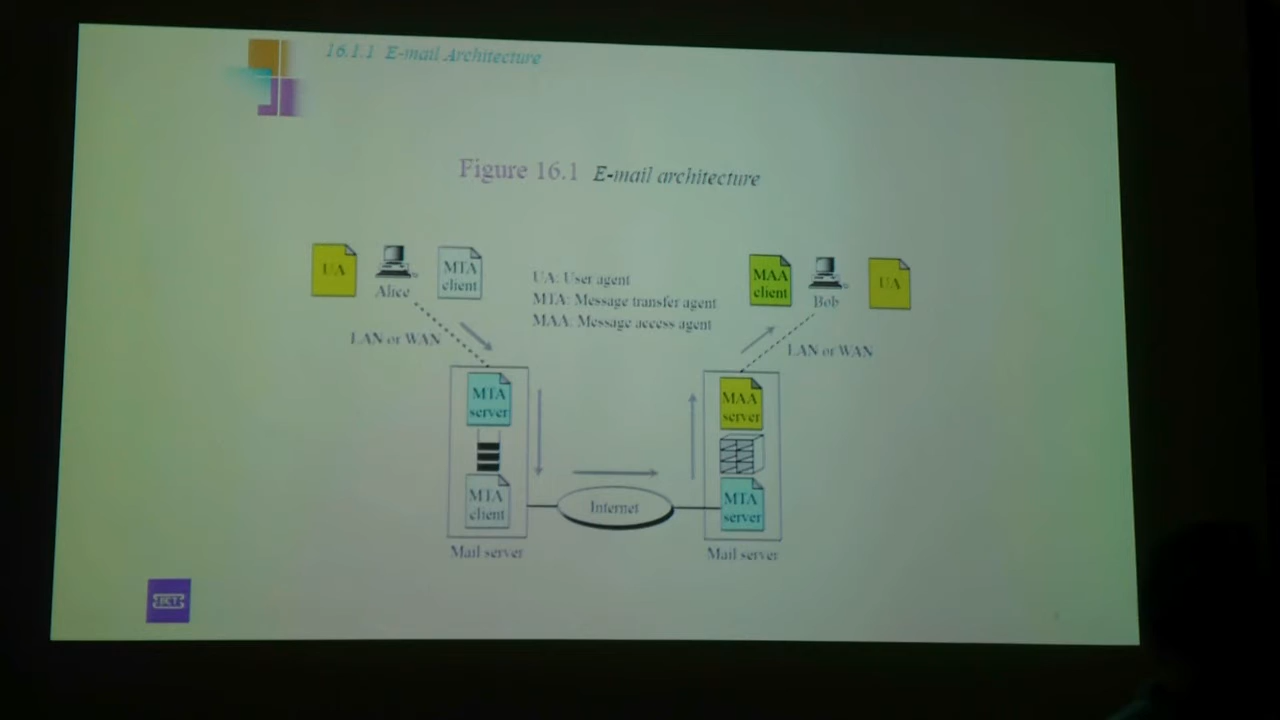 16.1.1 E-mail Architecture
Figure 16.1 E-mail architecture
UA
Alice
MTA
client
UA: User agent
MTA: Message transfer agent
MAA: Message access agent
MAA
client
Bob
UA
LAN or WAN
LAN or WAN
MTA
server
MAA
server
MTA
client
Internet
MTA
server
Mail server
Mail server